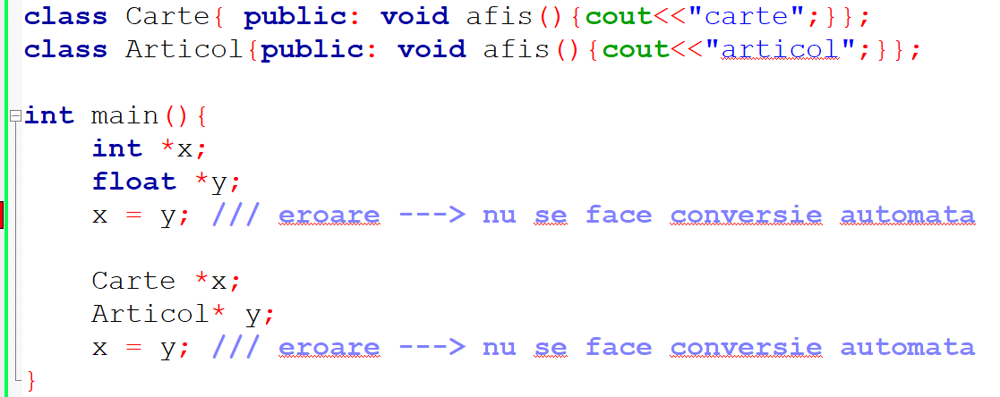 class Carte{ public: void afis(){cout<<"carte";}};
class Articol{public: void afis(){cout<<"articol";}};
int main(){
int *x;
float *y;
x = y; /// eroare ---> nu se face conversie automata
Carte *x;
Articol* y;
x = y; /// eroare ---> nu se face conversie automata
}